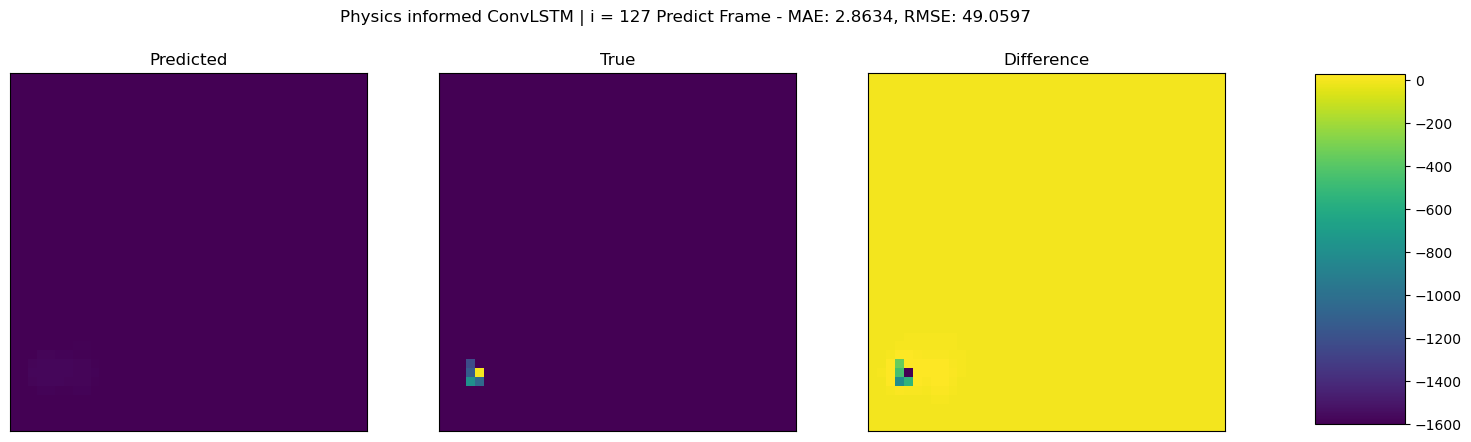 Physics informed ConvLSTM | i = 127 Predict Frame - MAE: 2.8634, RMSE: 49.0597
Predicted
True
Difference
0
−200
−400
−600
−800
−1000
−1200
−1400
−1600